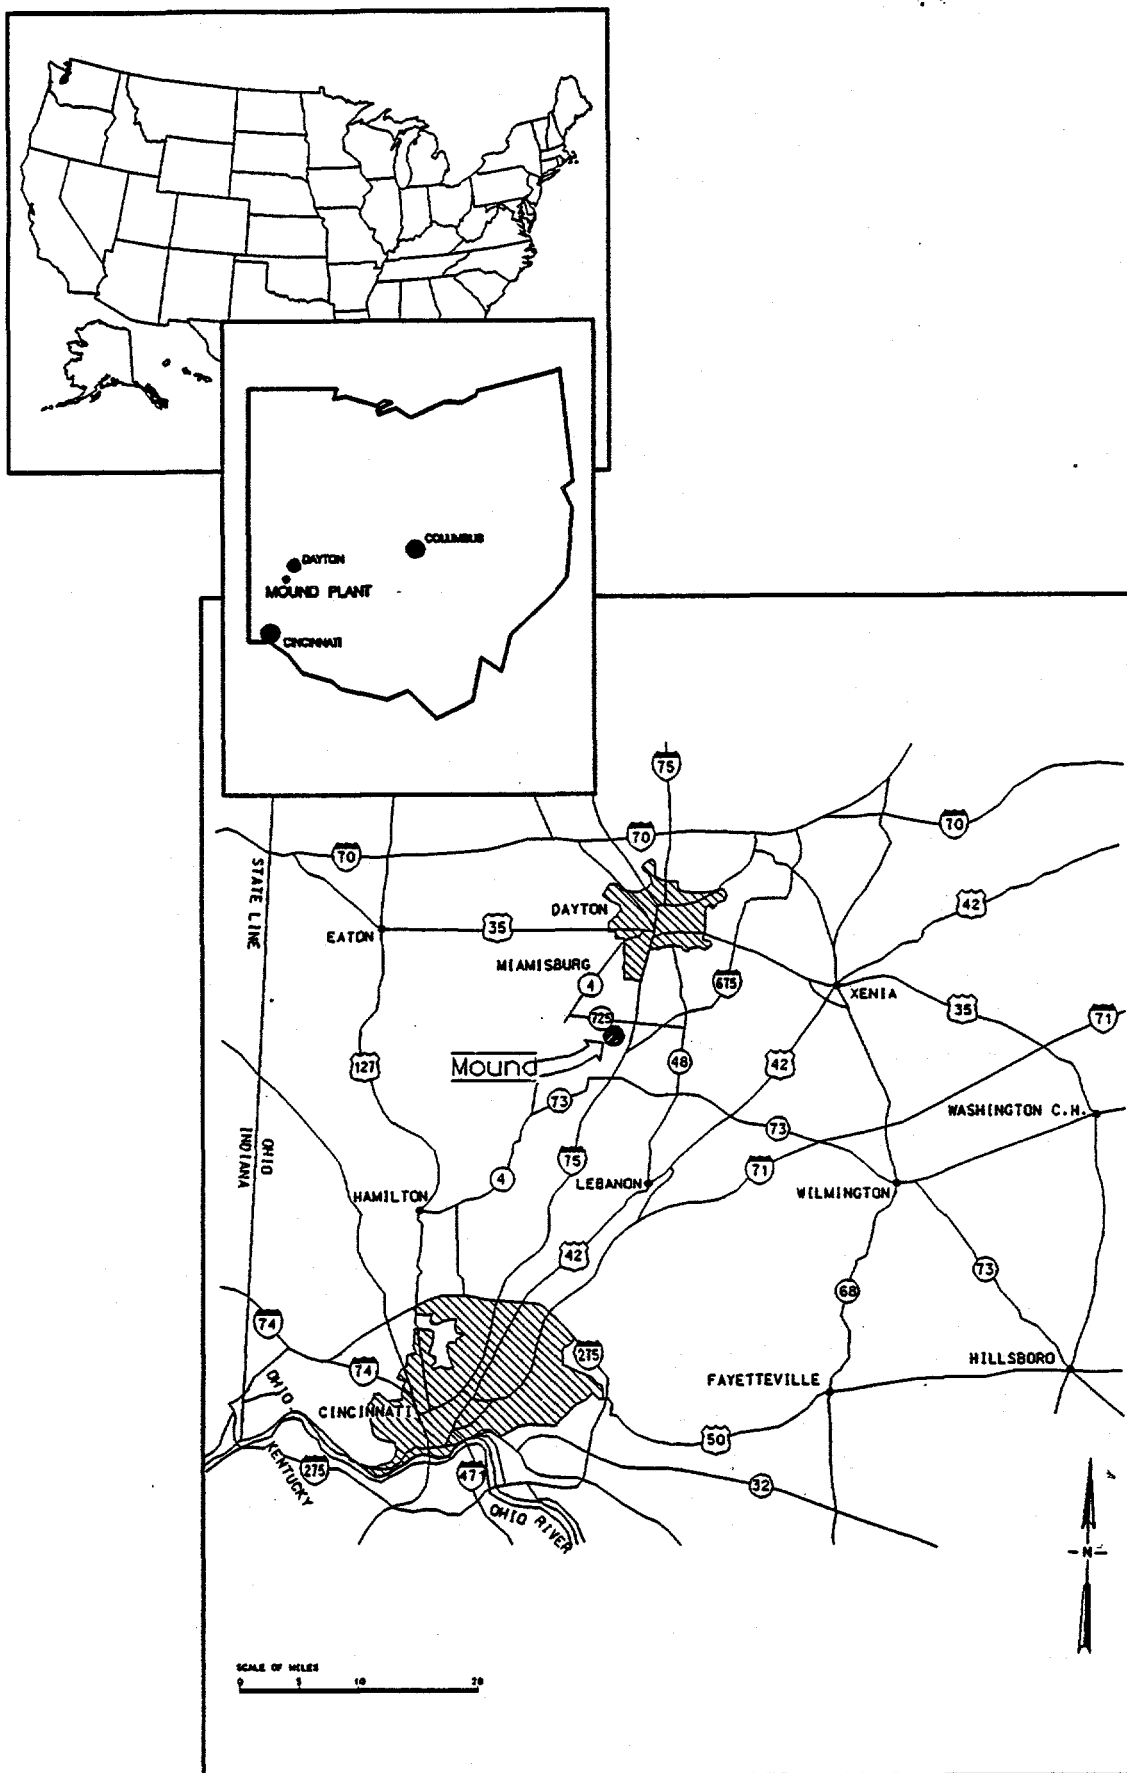 COLUMBUS
DAYTON
MOUND PLANT
CINCINNATI
75
70
70
70
STATE LINE
42
DAYTON
35
EATON
MIAMISBURG
4
675
XENIA
35
725
71
127
Mound
48
42
73
WASHINGTON C.H.
73
OHIO
INDIANA
75
71
4
LEBANON
HAMILTON
WILMINGTON
42
73
68
74
275
74
HILLSBORO
FAYETTEVILLE
OHIO
CINCINNATI
50
KENTUCKY
275
471
32
OHIO RIVER
N
SCALE OF MILES
0 5 10 20